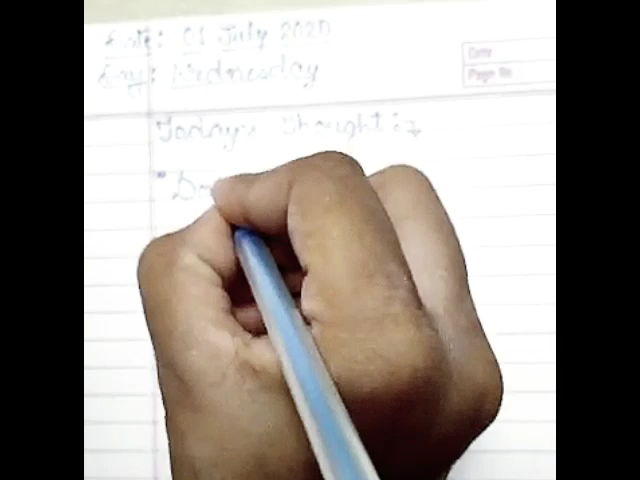 Date: 01 July 2020
Day: Wednesday
Date
Page No
Today's Thought is